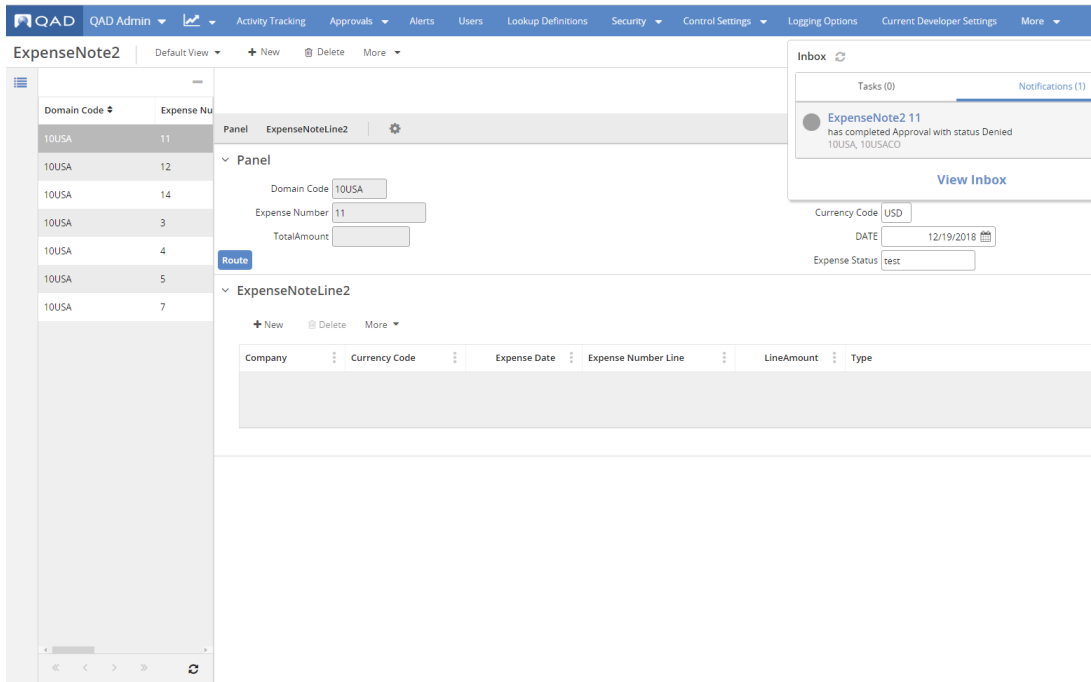 QAD QAD Admin Activity Tracking Approvals Alerts Users Lookup Definitions Security Control Settings Logging Options Current Developer Settings More
ExpenseNote2 Default View + New Delete More
Inbox
Tasks (0) Notifications (1)
ExpenseNote2 11
has completed Approval with status Denied
10USA, 10USACO
View Inbox
Domain Code Expense Nu
10USA 11
10USA 12
10USA 14
10USA 3
10USA 4
10USA 5
10USA 7
Panel ExpenseNoteLine2
Panel
Domain Code 10USA
Expense Number 11 Currency Code USD
TotalAmount DATE 12/19/2018
Route Expense Status test
ExpenseNoteLine2
+ New Delete More
Company Currency Code Expense Date Expense Number Line LineAmount Type